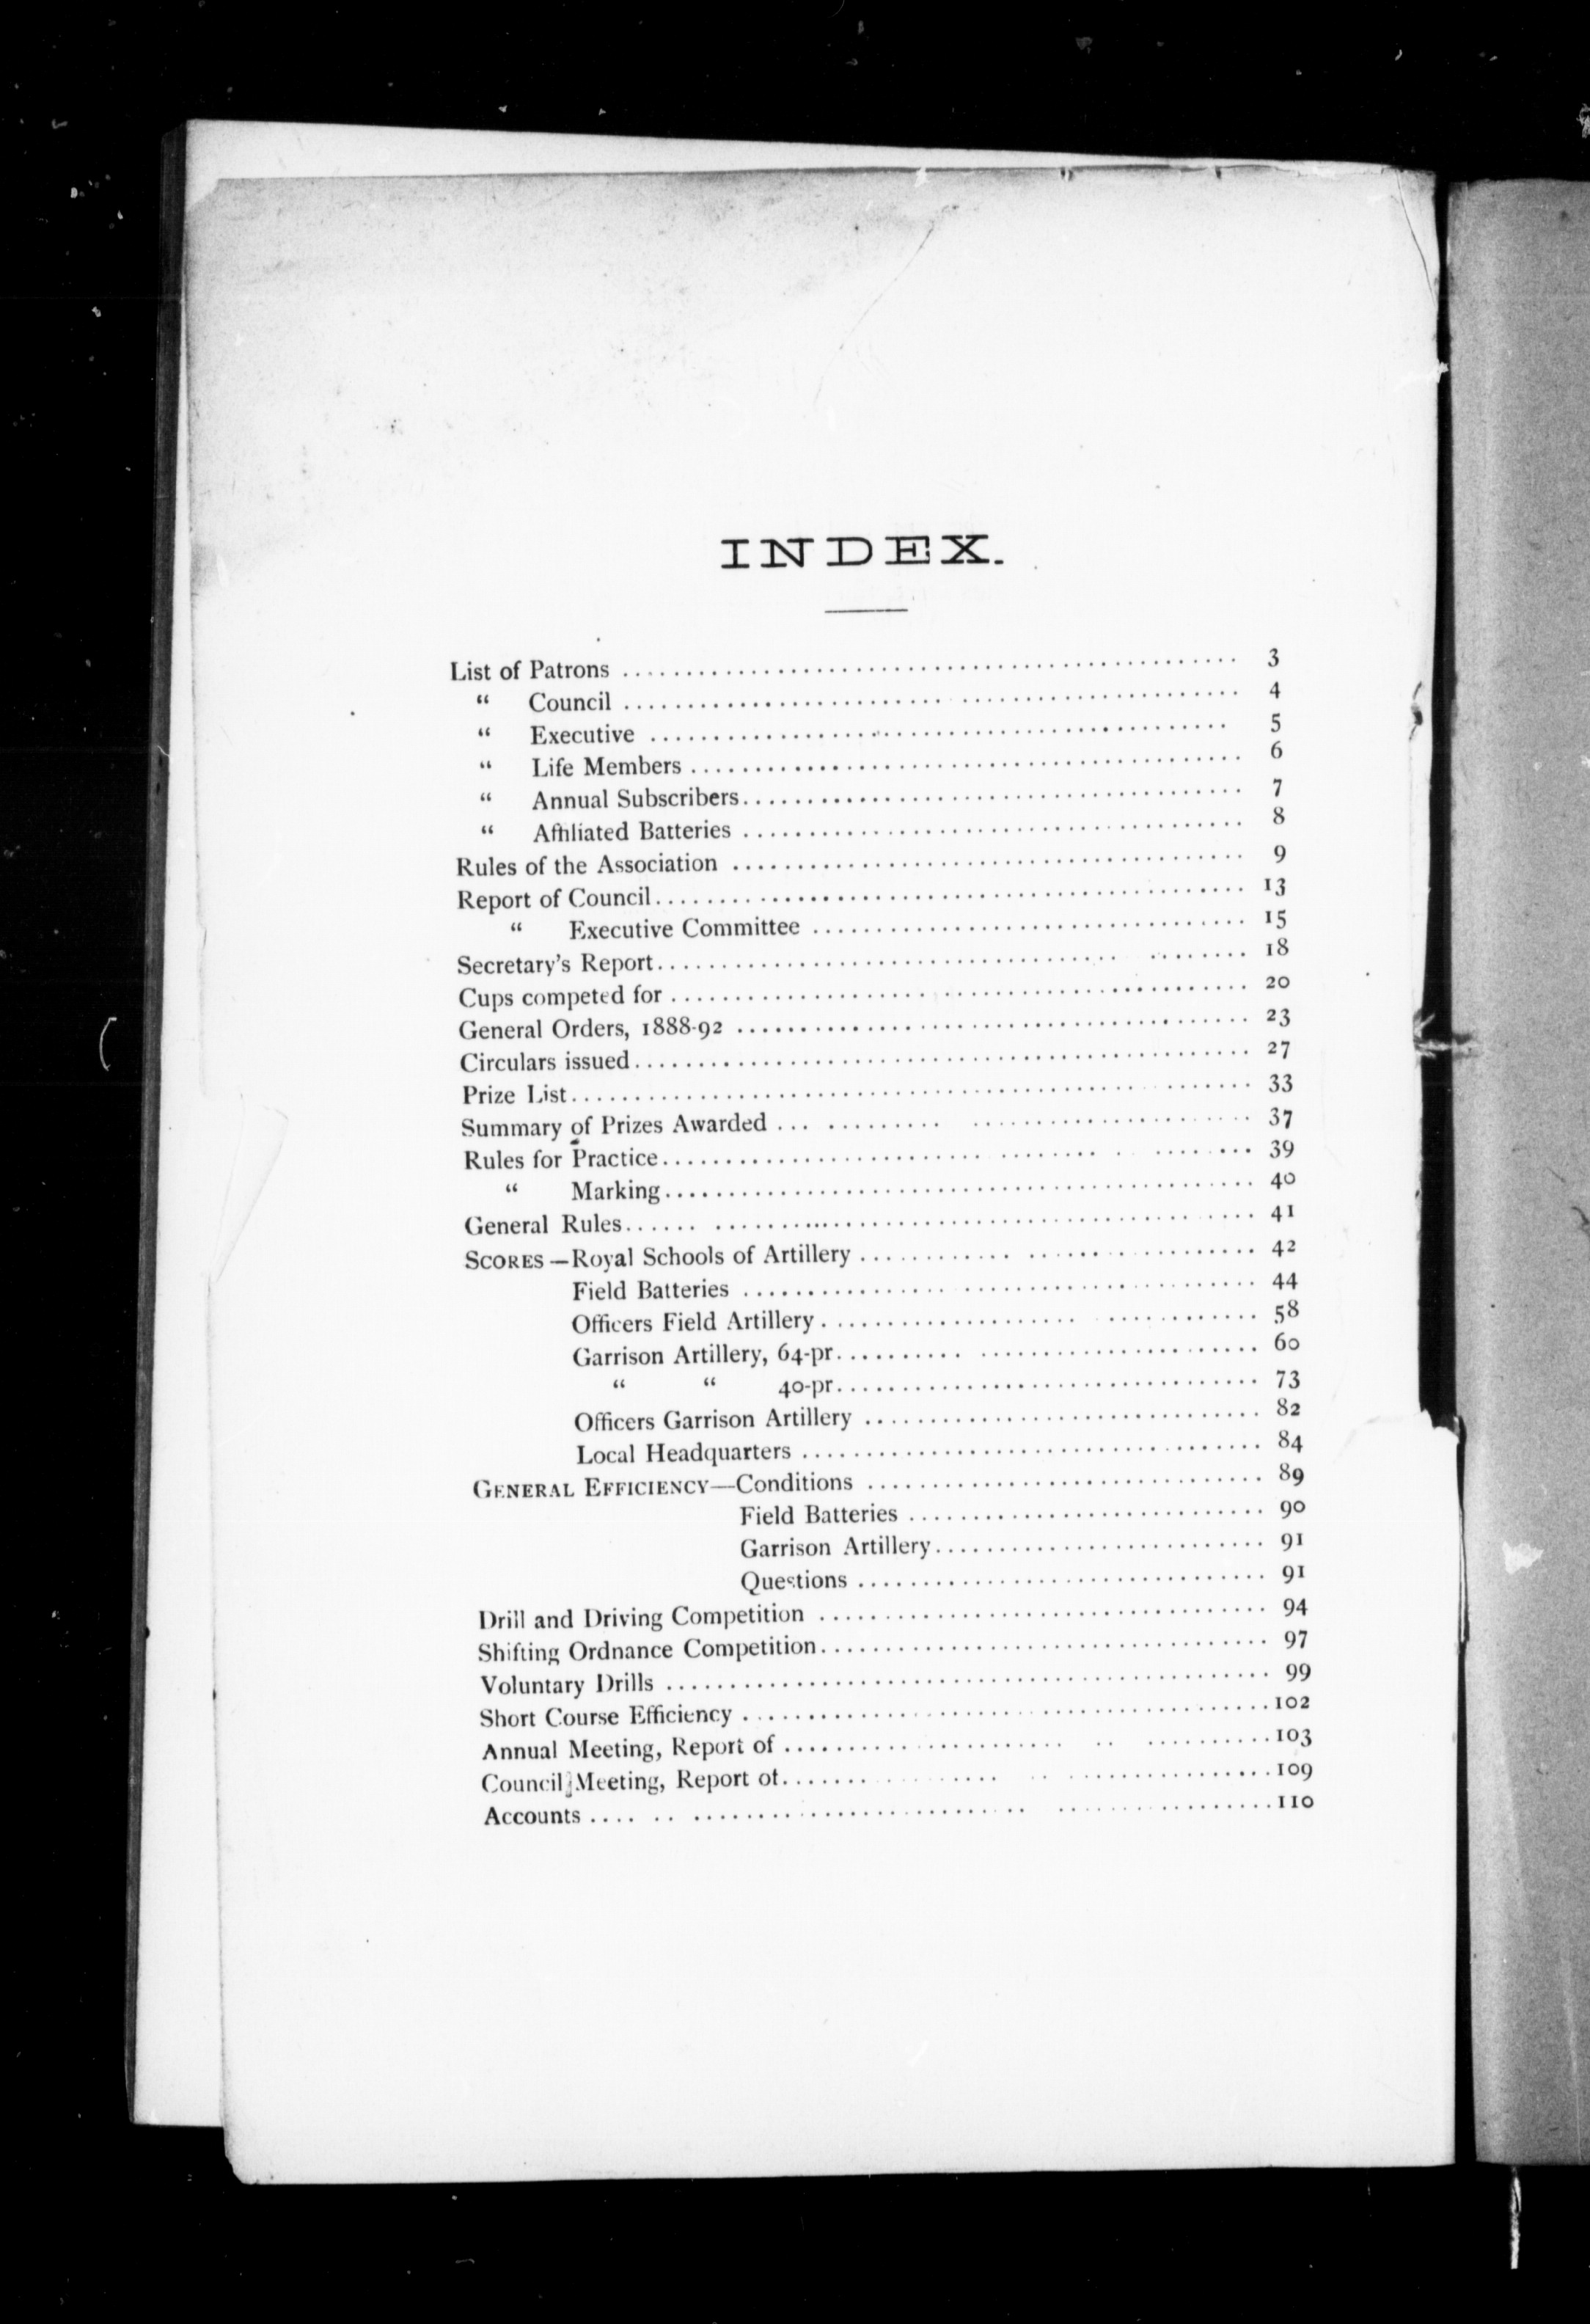 INDEX.
List of Patrons ........ 3
“ Council ........ 4
“ Executive ........ 5
“ Life Members ........ 6
“ Annual Subscribers ........ 7
“ Affiliated Batteries ........ 8
Rules of the Association ........ 9
Report of Council ........ 13
“ Executive Committee ........ 15
Secretary's Report ........ 18
Cups competed for ........ 20
General Orders, 1888-92 ........ 23
Circulars issued ........ 27
Prize List ........ 33
Summary of Prizes Awarded ........ 37
Rules for Practice ........ 39
“ Marking ........ 40
General Rules ........ 41
SCORES—Royal Schools of Artillery ........ 42
Field Batteries ........ 44
Officers Field Artillery ........ 58
Garrison Artillery, 64-pr ........ 60
“ “ 40-pr ........ 73
Officers Garrison Artillery ........ 82
Local Headquarters ........ 84
GENERAL EFFICIENCY—Conditions ........ 89
Field Batteries ........ 90
Garrison Artillery ........ 91
Questions ........ 91
Drill and Driving Competition ........ 94
Shifting Ordnance Competition ........ 97
Voluntary Drills ........ 99
Short Course Efficiency ........ 102
Annual Meeting, Report of ........ 103
Council Meeting, Report of ........ 109
Accounts ........ 110